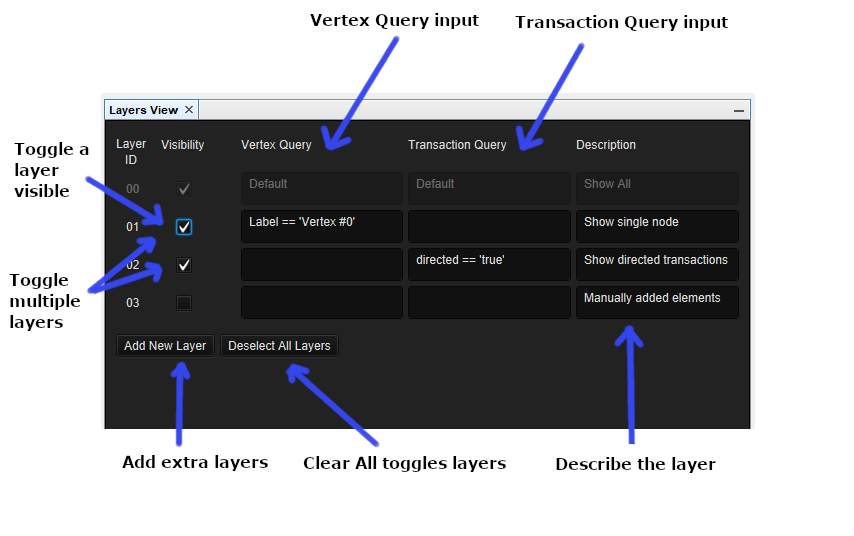 Vertex Query input
Transaction Query input
Layers View ×
Toggle a
layer
visible
Layer
ID
Visibility
Vertex Query
Transaction Query
Description
00
Default
Default
Show All
01
Label == 'Vertex #0'
Show single node
02
directed == 'true'
Show directed transactions
Toggle
multiple
layers
03
Manually added elements
Add New Layer
Deselect All Layers
Add extra layers
Clear All toggles layers
Describe the layer